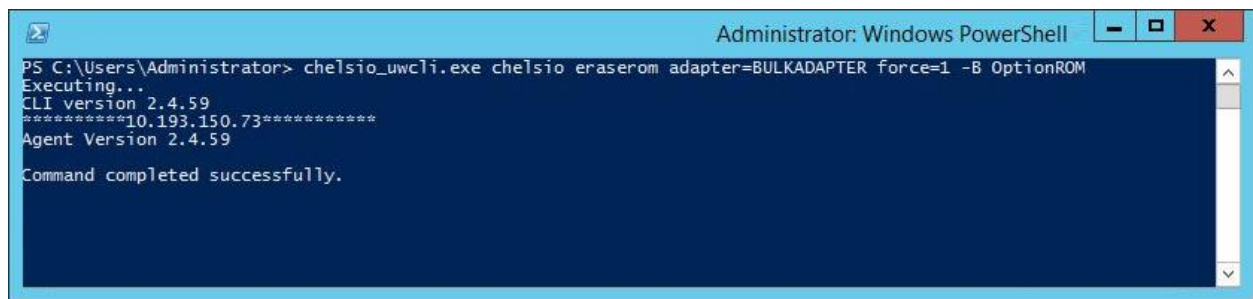 Administrator: Windows PowerShell
PS C:\Users\Administrator> chelsio_uwcli.exe chelsio eraserom adapter=BULKADAPTER force=1 -B OptionROM
Executing...
CLI version 2.4.59
**********10.193.150.73***********
Agent Version 2.4.59
Command completed successfully.